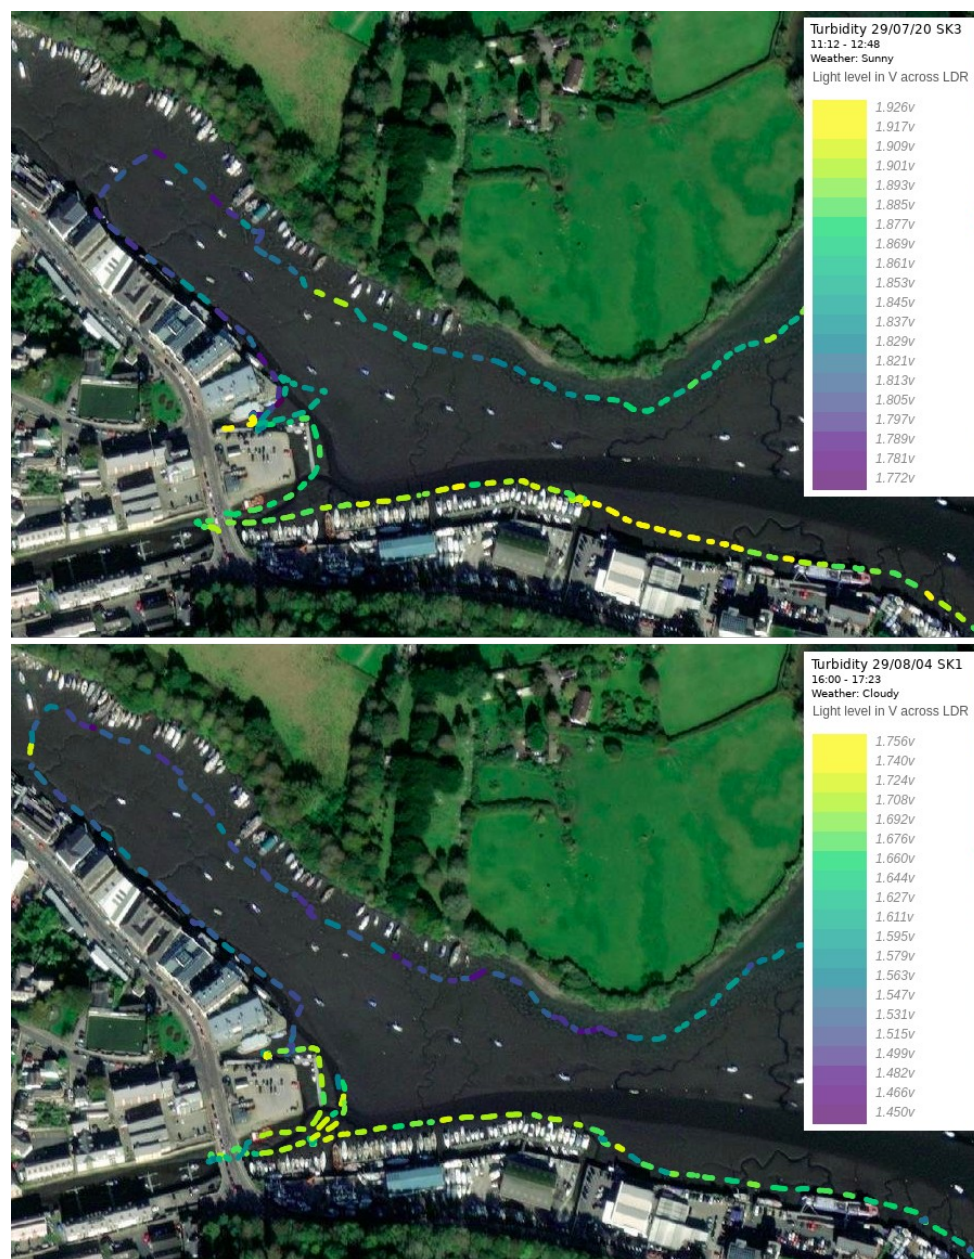 Turbidity 29/07/20 SK3
11:12 - 12:48
Weather: Sunny
Light level in V across LDR
1.926v
1.917v
1.909v
1.901v
1.893v
1.885v
1.877v
1.869v
1.861v
1.853v
1.845v
1.837v
1.829v
1.821v
1.813v
1.805v
1.797v
1.789v
1.781v
1.772v
Turbidity 29/08/04 SK1
16:00 - 17:23
Weather: Cloudy
Light level in V across LDR
1.756v
1.740v
1.724v
1.708v
1.692v
1.676v
1.660v
1.644v
1.627v
1.611v
1.595v
1.579v
1.563v
1.547v
1.531v
1.515v
1.499v
1.482v
1.466v
1.450v